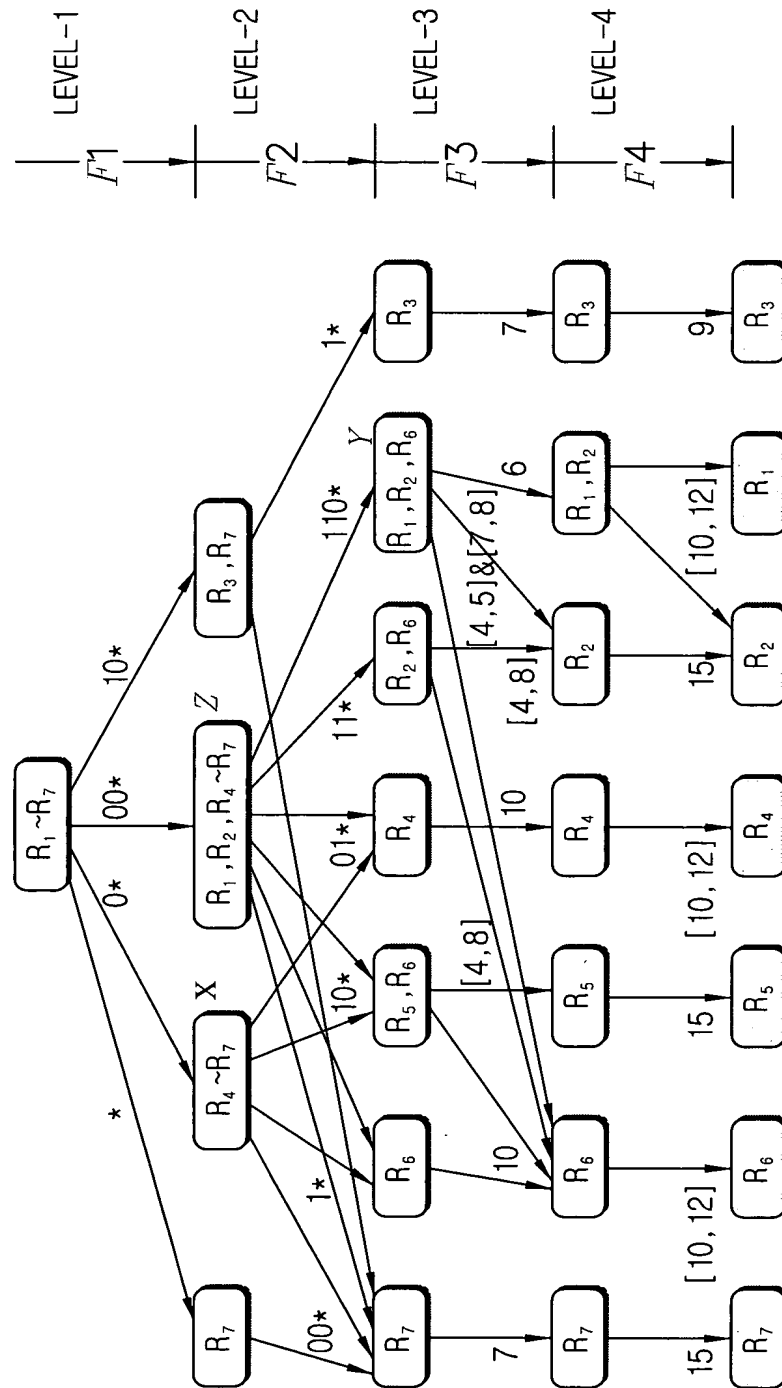 R₁~R₇
F1
LEVEL-1
*
0*
00*
10*
R₇
R₄~R₇
X
R₁,R₂,R₄~R₇
Z
R₃,R₇
F2
LEVEL-2
00*
1*
10*
01*
11*
110*
1*
R₇
R₆
R₅,R₆
R₄
R₂,R₆
R₁,R₂,R₆
Y
R₃
F3
LEVEL-3
7
10
[4,8]
10
[4,8]
[4,5]&[7,8]
6
7
R₇
R₆
R₅
R₄
R₂
R₁,R₂
R₃
F4
LEVEL-4
15
[10,12]
15
[10,12]
15
[10,12]
9
R₇
R₆
R₅
R₄
R₂
R₁
R₃